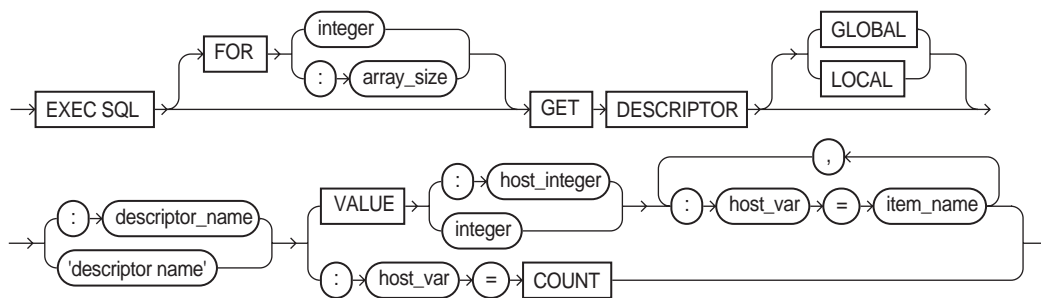 integer
GLOBAL
FOR
: array_size
LOCAL
EXEC SQL
GET
DESCRIPTOR
,
: descriptor_name
VALUE
: host_integer
: host_var = item_name
'descriptor name'
integer
: host_var = COUNT